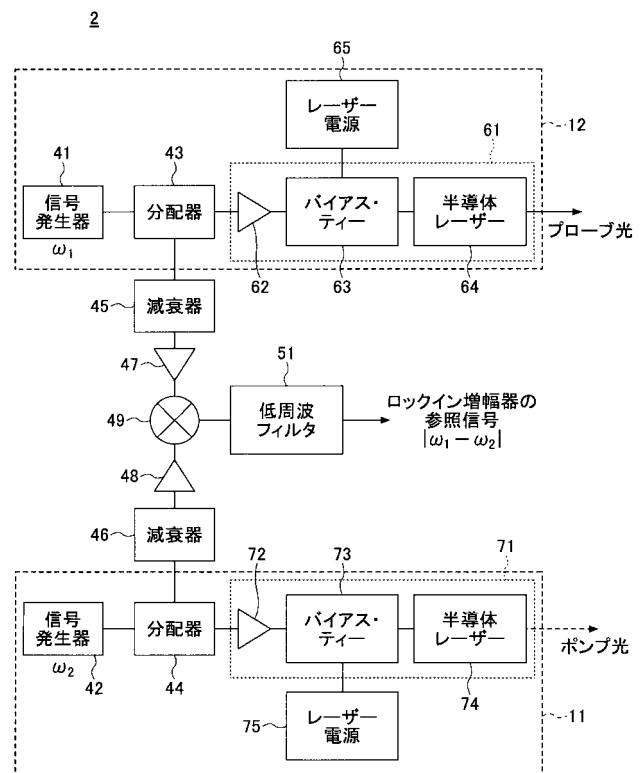 2
65
レーザー
電源
12
61
41
43
信号
発生器
ω₁
分配器
バイアス・
ティー
半導体
レーザー
プローブ光
62
63
64
45
減衰器
47
51
49
低周波
フィルタ
ロックイン増幅器の
参照信号
|ω₁−ω₂|
48
46
減衰器
72
73
71
信号
発生器
ω₂
分配器
バイアス・
ティー
半導体
レーザー
ポンプ光
42
44
74
75
レーザー
電源
11